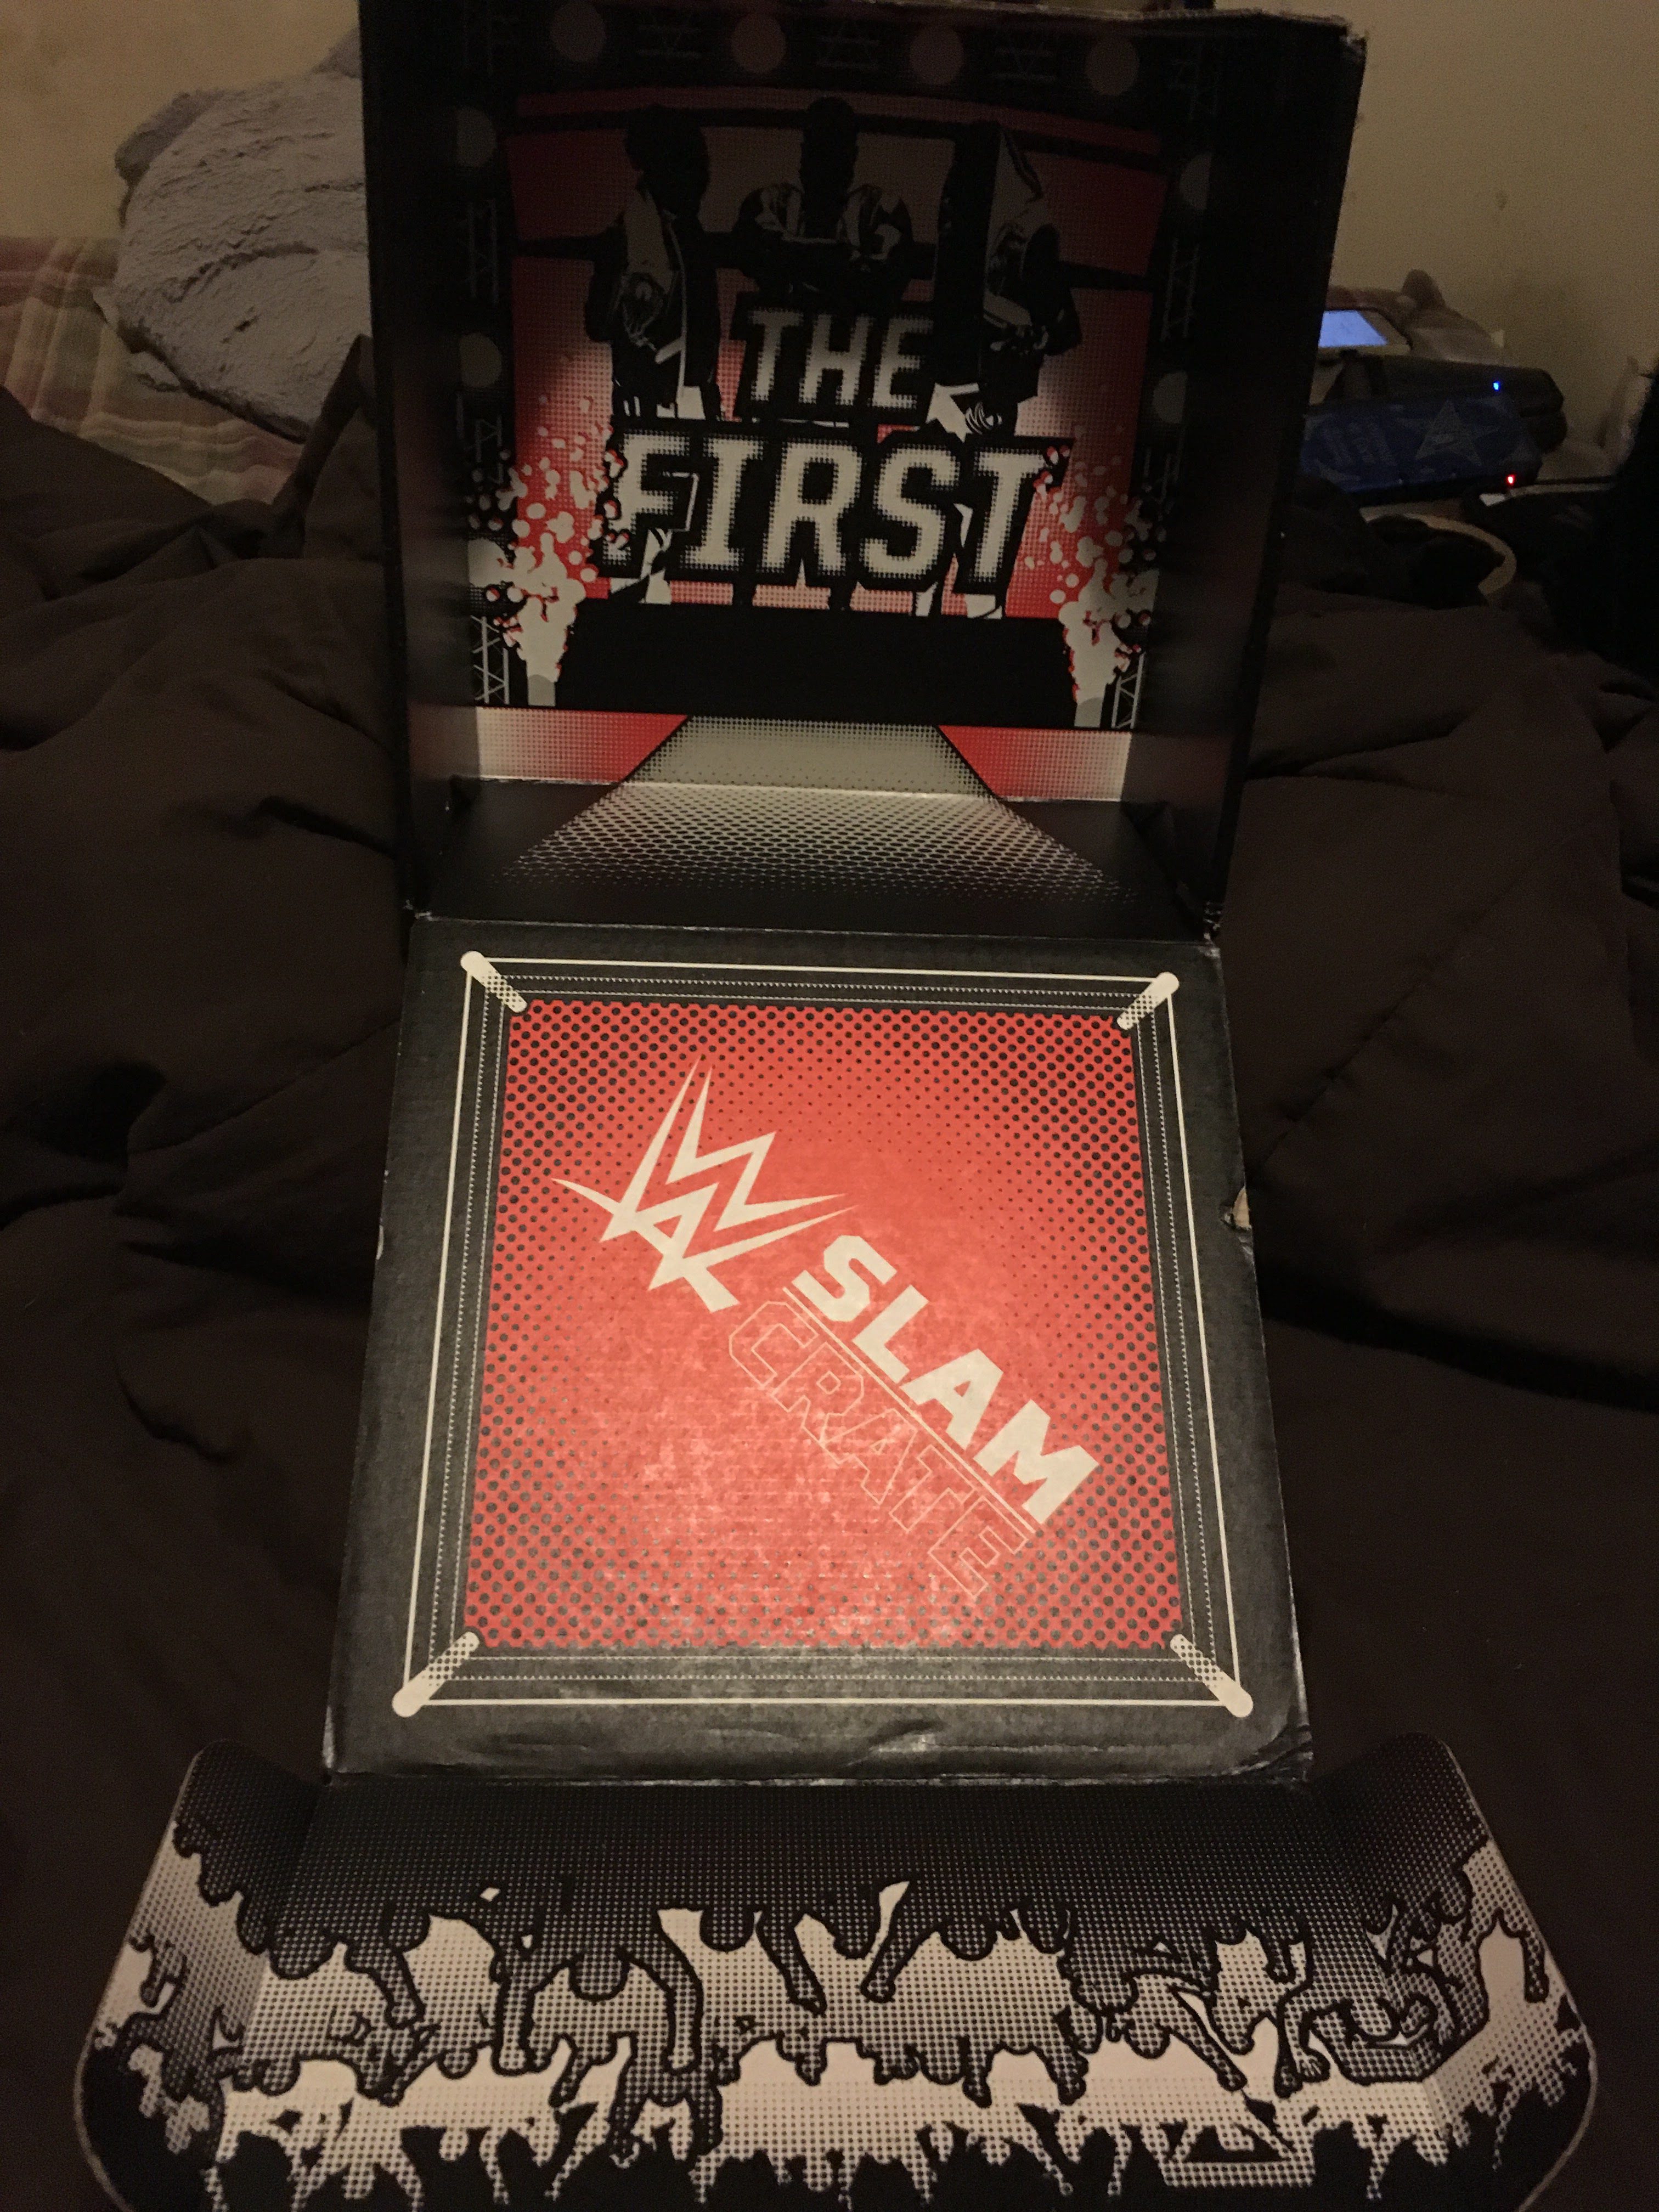 THE
FIRST
W
SLAM
CRATE